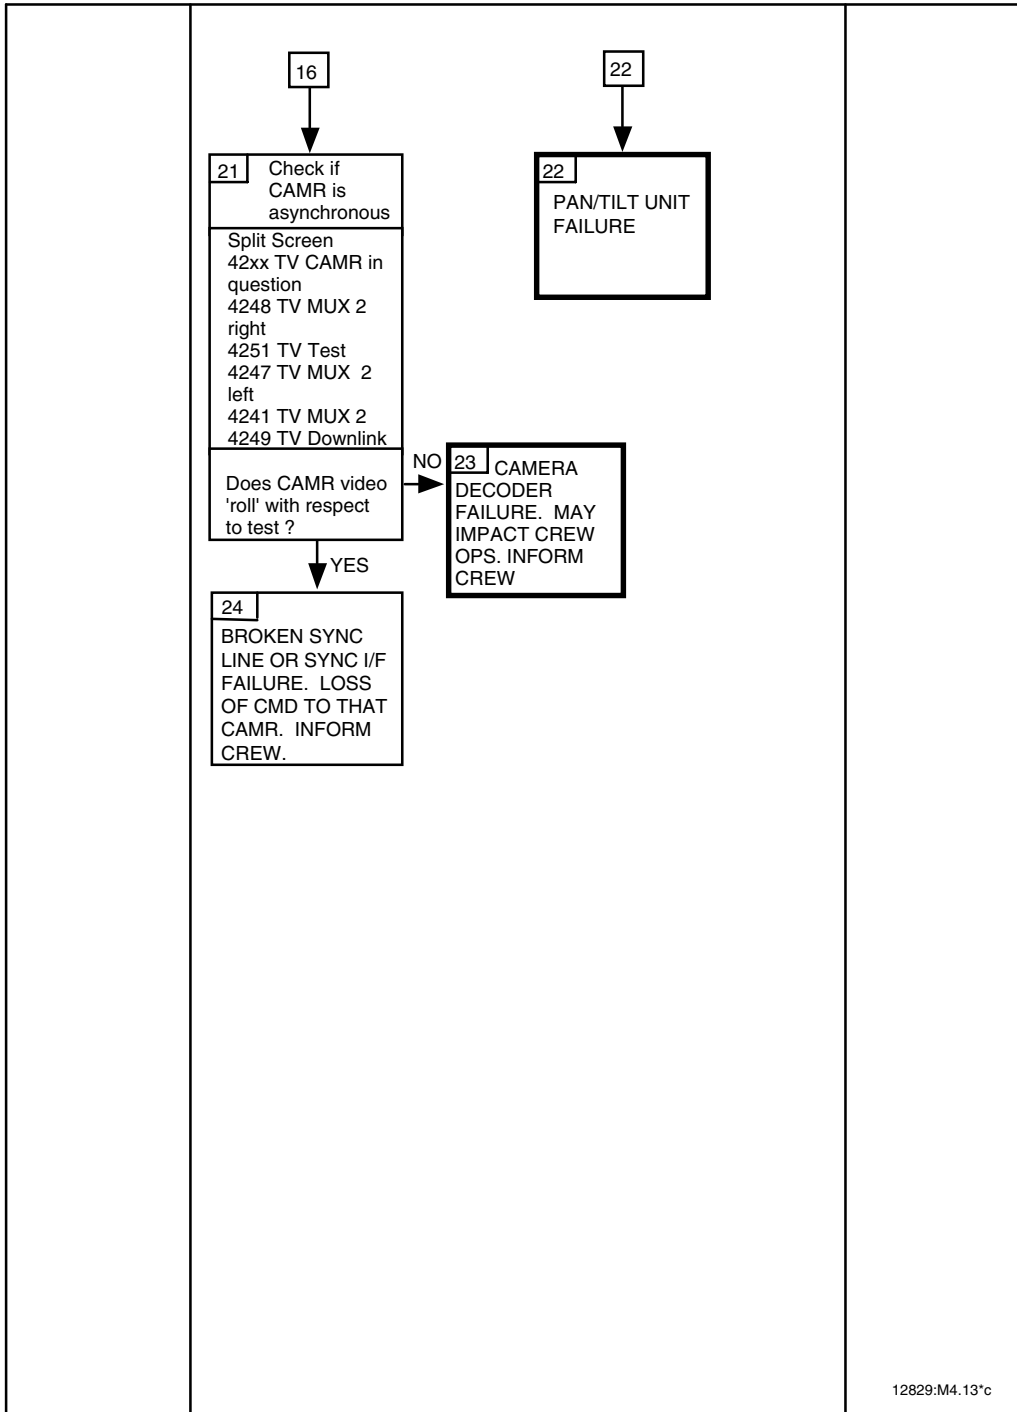 16
22
21
Check if
CAMR is
asynchronous
Split Screen
42xx TV CAMR in
question
4248 TV MUX 2
right
4251 TV Test
4247 TV MUX  2
left
4241 TV MUX 2
4249 TV Downlink
Does CAMR video
'roll' with respect
to test ?
NO
YES
22
PAN/TILT UNIT
FAILURE
23 CAMERA
DECODER
FAILURE.  MAY
IMPACT CREW
OPS. INFORM
CREW
24
BROKEN SYNC
LINE OR SYNC I/F
FAILURE.  LOSS
OF CMD TO THAT
CAMR.  INFORM
CREW.
12829:M4.13*c